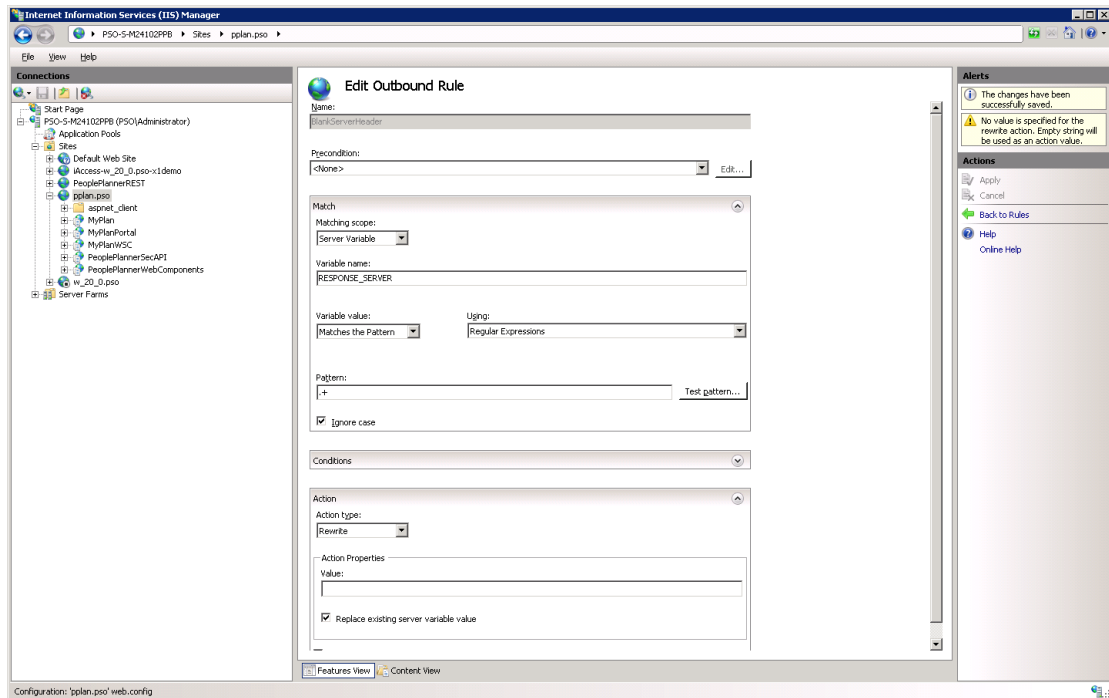 Internet Information Services (IIS) Manager
PSO-S-M24102PPB Sites pplan.pso
File View Help
Connections
Start Page
PSO-S-M24102PPB (PSO\Administrator)
Application Pools
Sites
Default Web Site
iAccess-w_20_0.pso-x1demo
PeoplePlannerREST
pplan.pso
aspnet_client
MyPlan
MyPlanPortal
MyPlanWSC
PeoplePlannerSecAPI
PeoplePlannerWebComponents
w_20_0.pso
Server Farms
Edit Outbound Rule
Name:
BlankServerHeader
Precondition:
<None> Edit...
Match
Matching scope:
Server Variable
Variable name:
RESPONSE_SERVER
Variable value: Using:
Matches the Pattern Regular Expressions
Pattern:
.+ Test pattern...
Ignore case
Conditions
Action
Action type:
Rewrite
Action Properties
Value:
Replace existing server variable value
Features View Content View
Alerts
The changes have been
successfully saved.
No value is specified for the
rewrite action. Empty string will
be used as an action value.
Actions
Apply
Cancel
Back to Rules
Help
Online Help
Configuration: 'pplan.pso' web.config